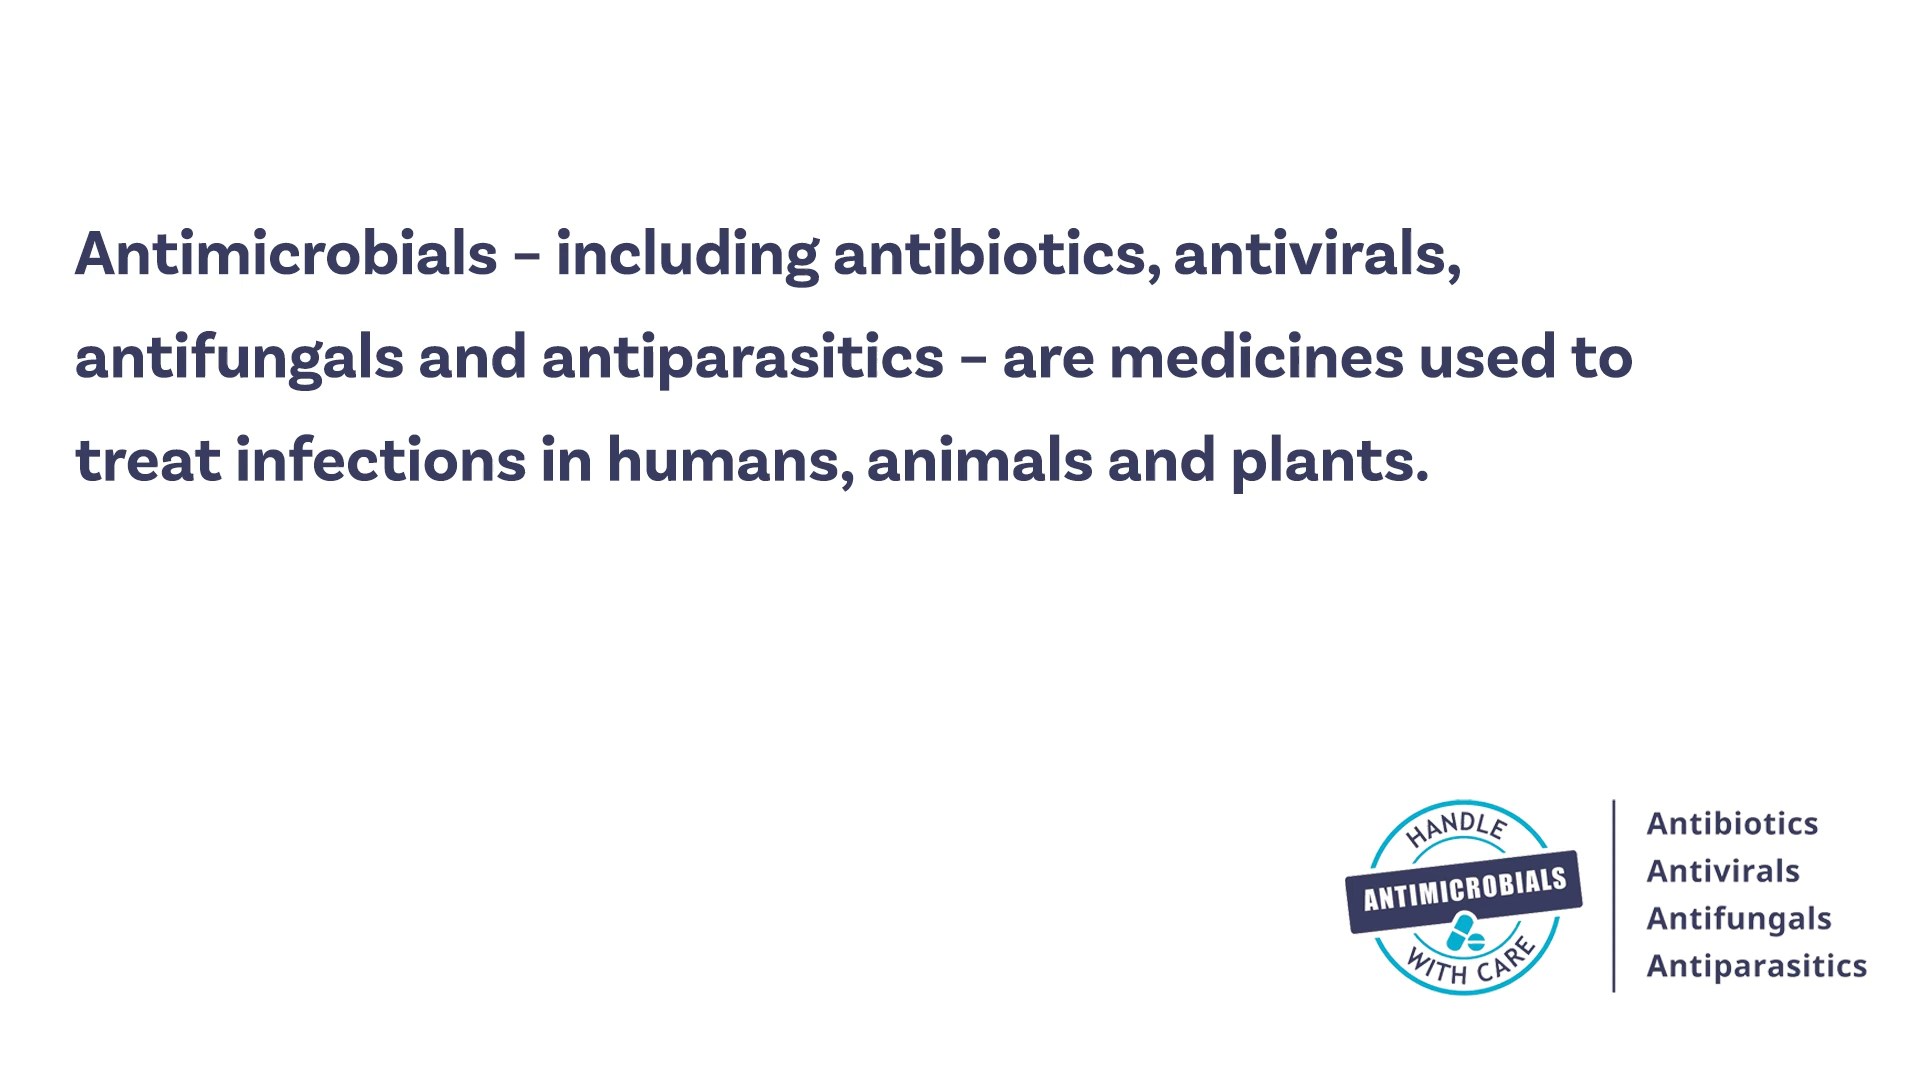 Antimicrobials – including antibiotics, antivirals,
antifungals and antiparasitics – are medicines used to
treat infections in humans, animals and plants.
HANDLE
ANTIMICROBIALS
WITH CARE
Antibiotics
Antivirals
Antifungals
Antiparasitics